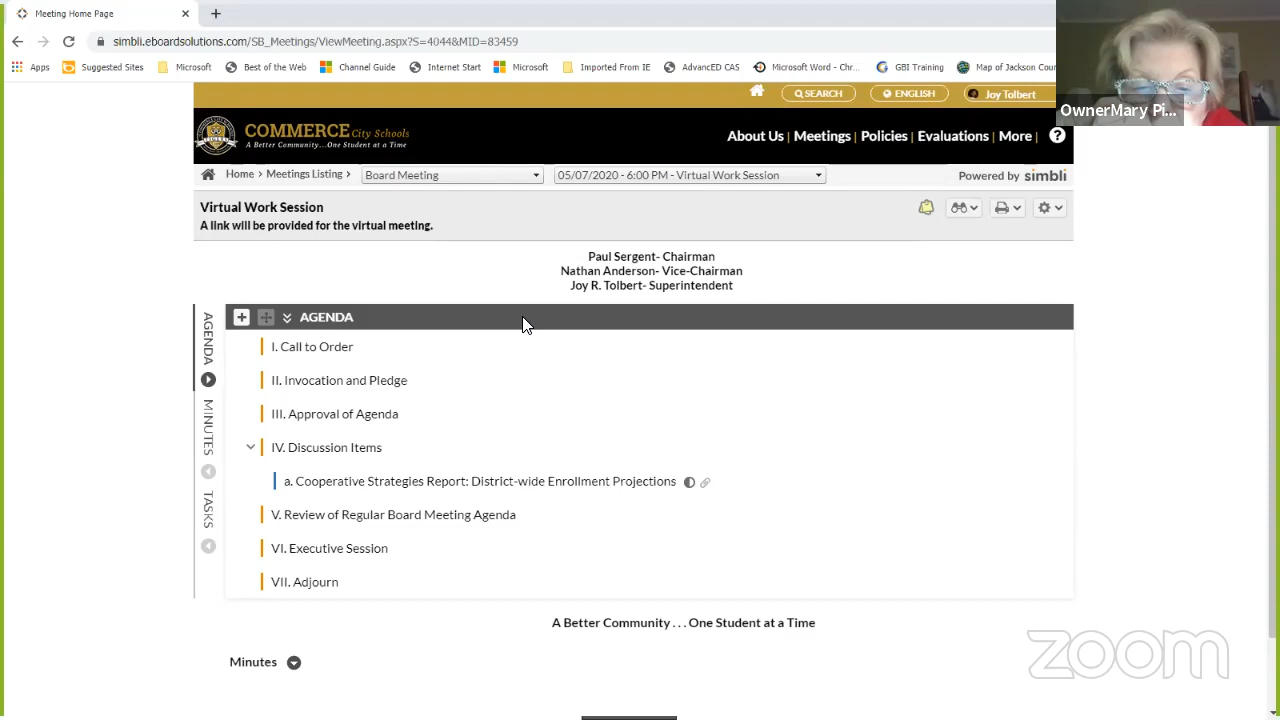 Meeting Home Page
simbli.eboardsolutions.com/SB_Meetings/ViewMeeting.aspx?S=4044&MID=83459
Apps Suggested Sites Microsoft Best of the Web Channel Guide Internet Start Microsoft Imported From IE AdvancED CAS Microsoft Word - Chr... GBI Training Map of Jackson Coun
OwnerMary Pi...
SEARCH ENGLISH Joy Tolbert
COMMERCE City Schools
A Better Community...One Student at a Time
About Us | Meetings | Policies | Evaluations | More |
Home > Meetings Listing > Board Meeting 05/07/2020 - 6:00 PM - Virtual Work Session Powered by simbli
Virtual Work Session
A link will be provided for the virtual meeting.
Paul Sergent- Chairman
Nathan Anderson- Vice-Chairman
Joy R. Tolbert- Superintendent
AGENDA
AGENDA
MINUTES
TASKS
I. Call to Order
II. Invocation and Pledge
III. Approval of Agenda
IV. Discussion Items
a. Cooperative Strategies Report: District-wide Enrollment Projections
V. Review of Regular Board Meeting Agenda
VI. Executive Session
VII. Adjourn
A Better Community . . . One Student at a Time
Minutes
zoom